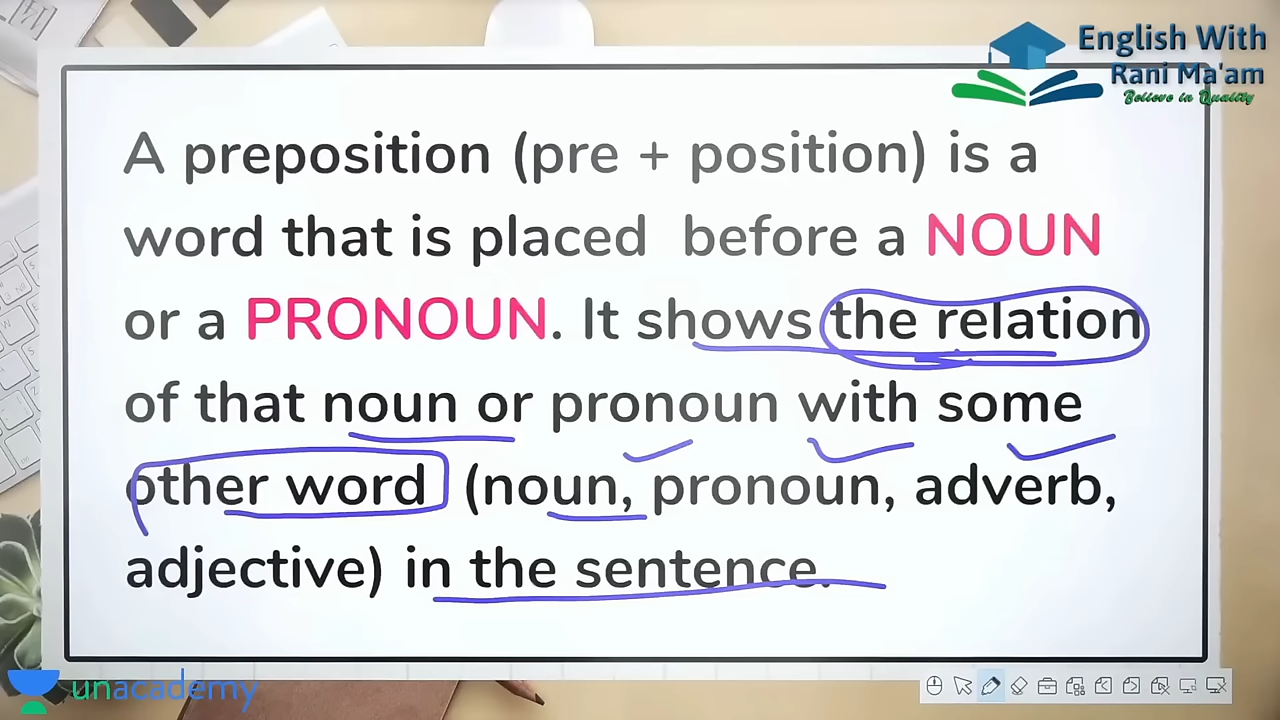 English With
Rani Ma'am
Believe in Quality
A preposition (pre + position) is a
word that is placed before a NOUN
or a PRONOUN. It shows the relation
of that noun or pronoun with some
other word (noun, pronoun, adverb,
adjective) in the sentence.
unacademy